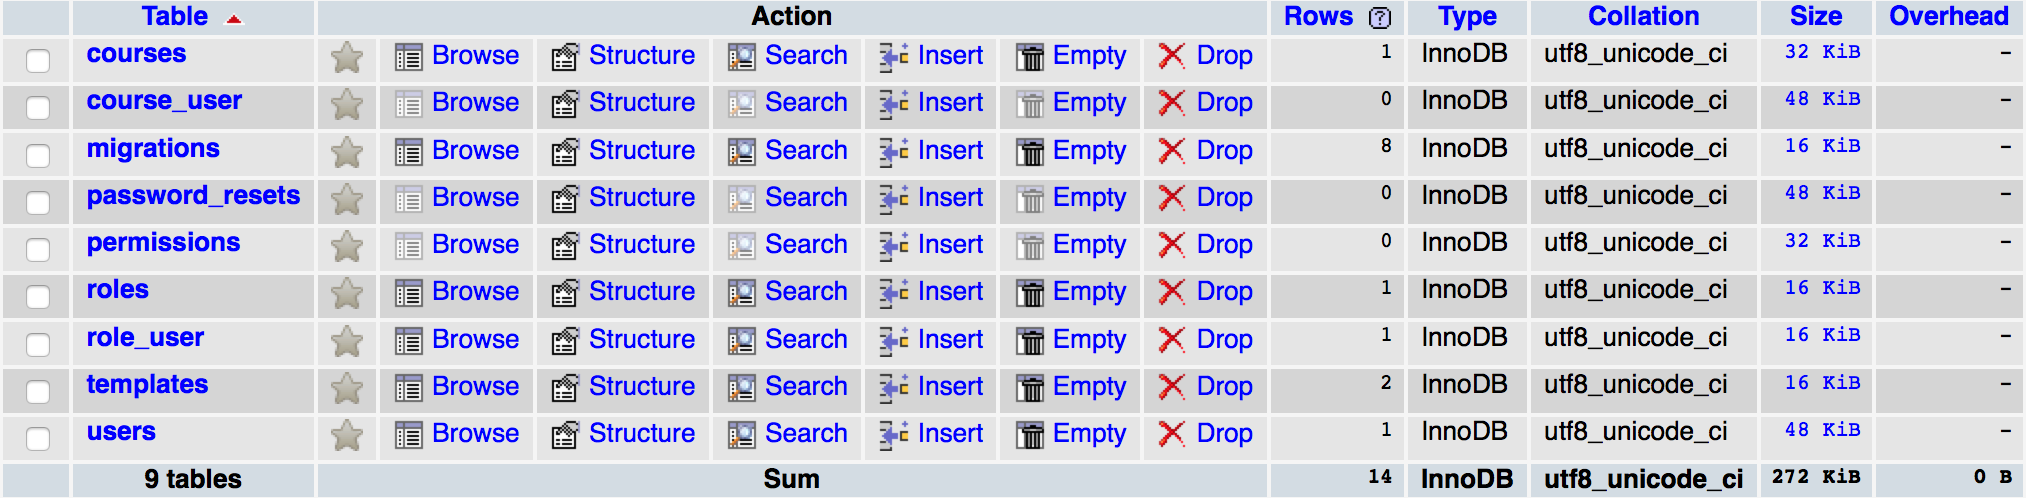 Table Action Rows ? Type Collation Size Overhead
courses Browse Structure Search Insert Empty Drop 1 InnoDB utf8_unicode_ci 32 KiB –
course_user Browse Structure Search Insert Empty Drop 0 InnoDB utf8_unicode_ci 48 KiB –
migrations Browse Structure Search Insert Empty Drop 8 InnoDB utf8_unicode_ci 16 KiB –
password_resets Browse Structure Search Insert Empty Drop 0 InnoDB utf8_unicode_ci 48 KiB –
permissions Browse Structure Search Insert Empty Drop 0 InnoDB utf8_unicode_ci 32 KiB –
roles Browse Structure Search Insert Empty Drop 1 InnoDB utf8_unicode_ci 16 KiB –
role_user Browse Structure Search Insert Empty Drop 1 InnoDB utf8_unicode_ci 16 KiB –
templates Browse Structure Search Insert Empty Drop 2 InnoDB utf8_unicode_ci 16 KiB –
users Browse Structure Search Insert Empty Drop 1 InnoDB utf8_unicode_ci 48 KiB –
9 tables Sum 14 InnoDB utf8_unicode_ci 272 KiB 0 B